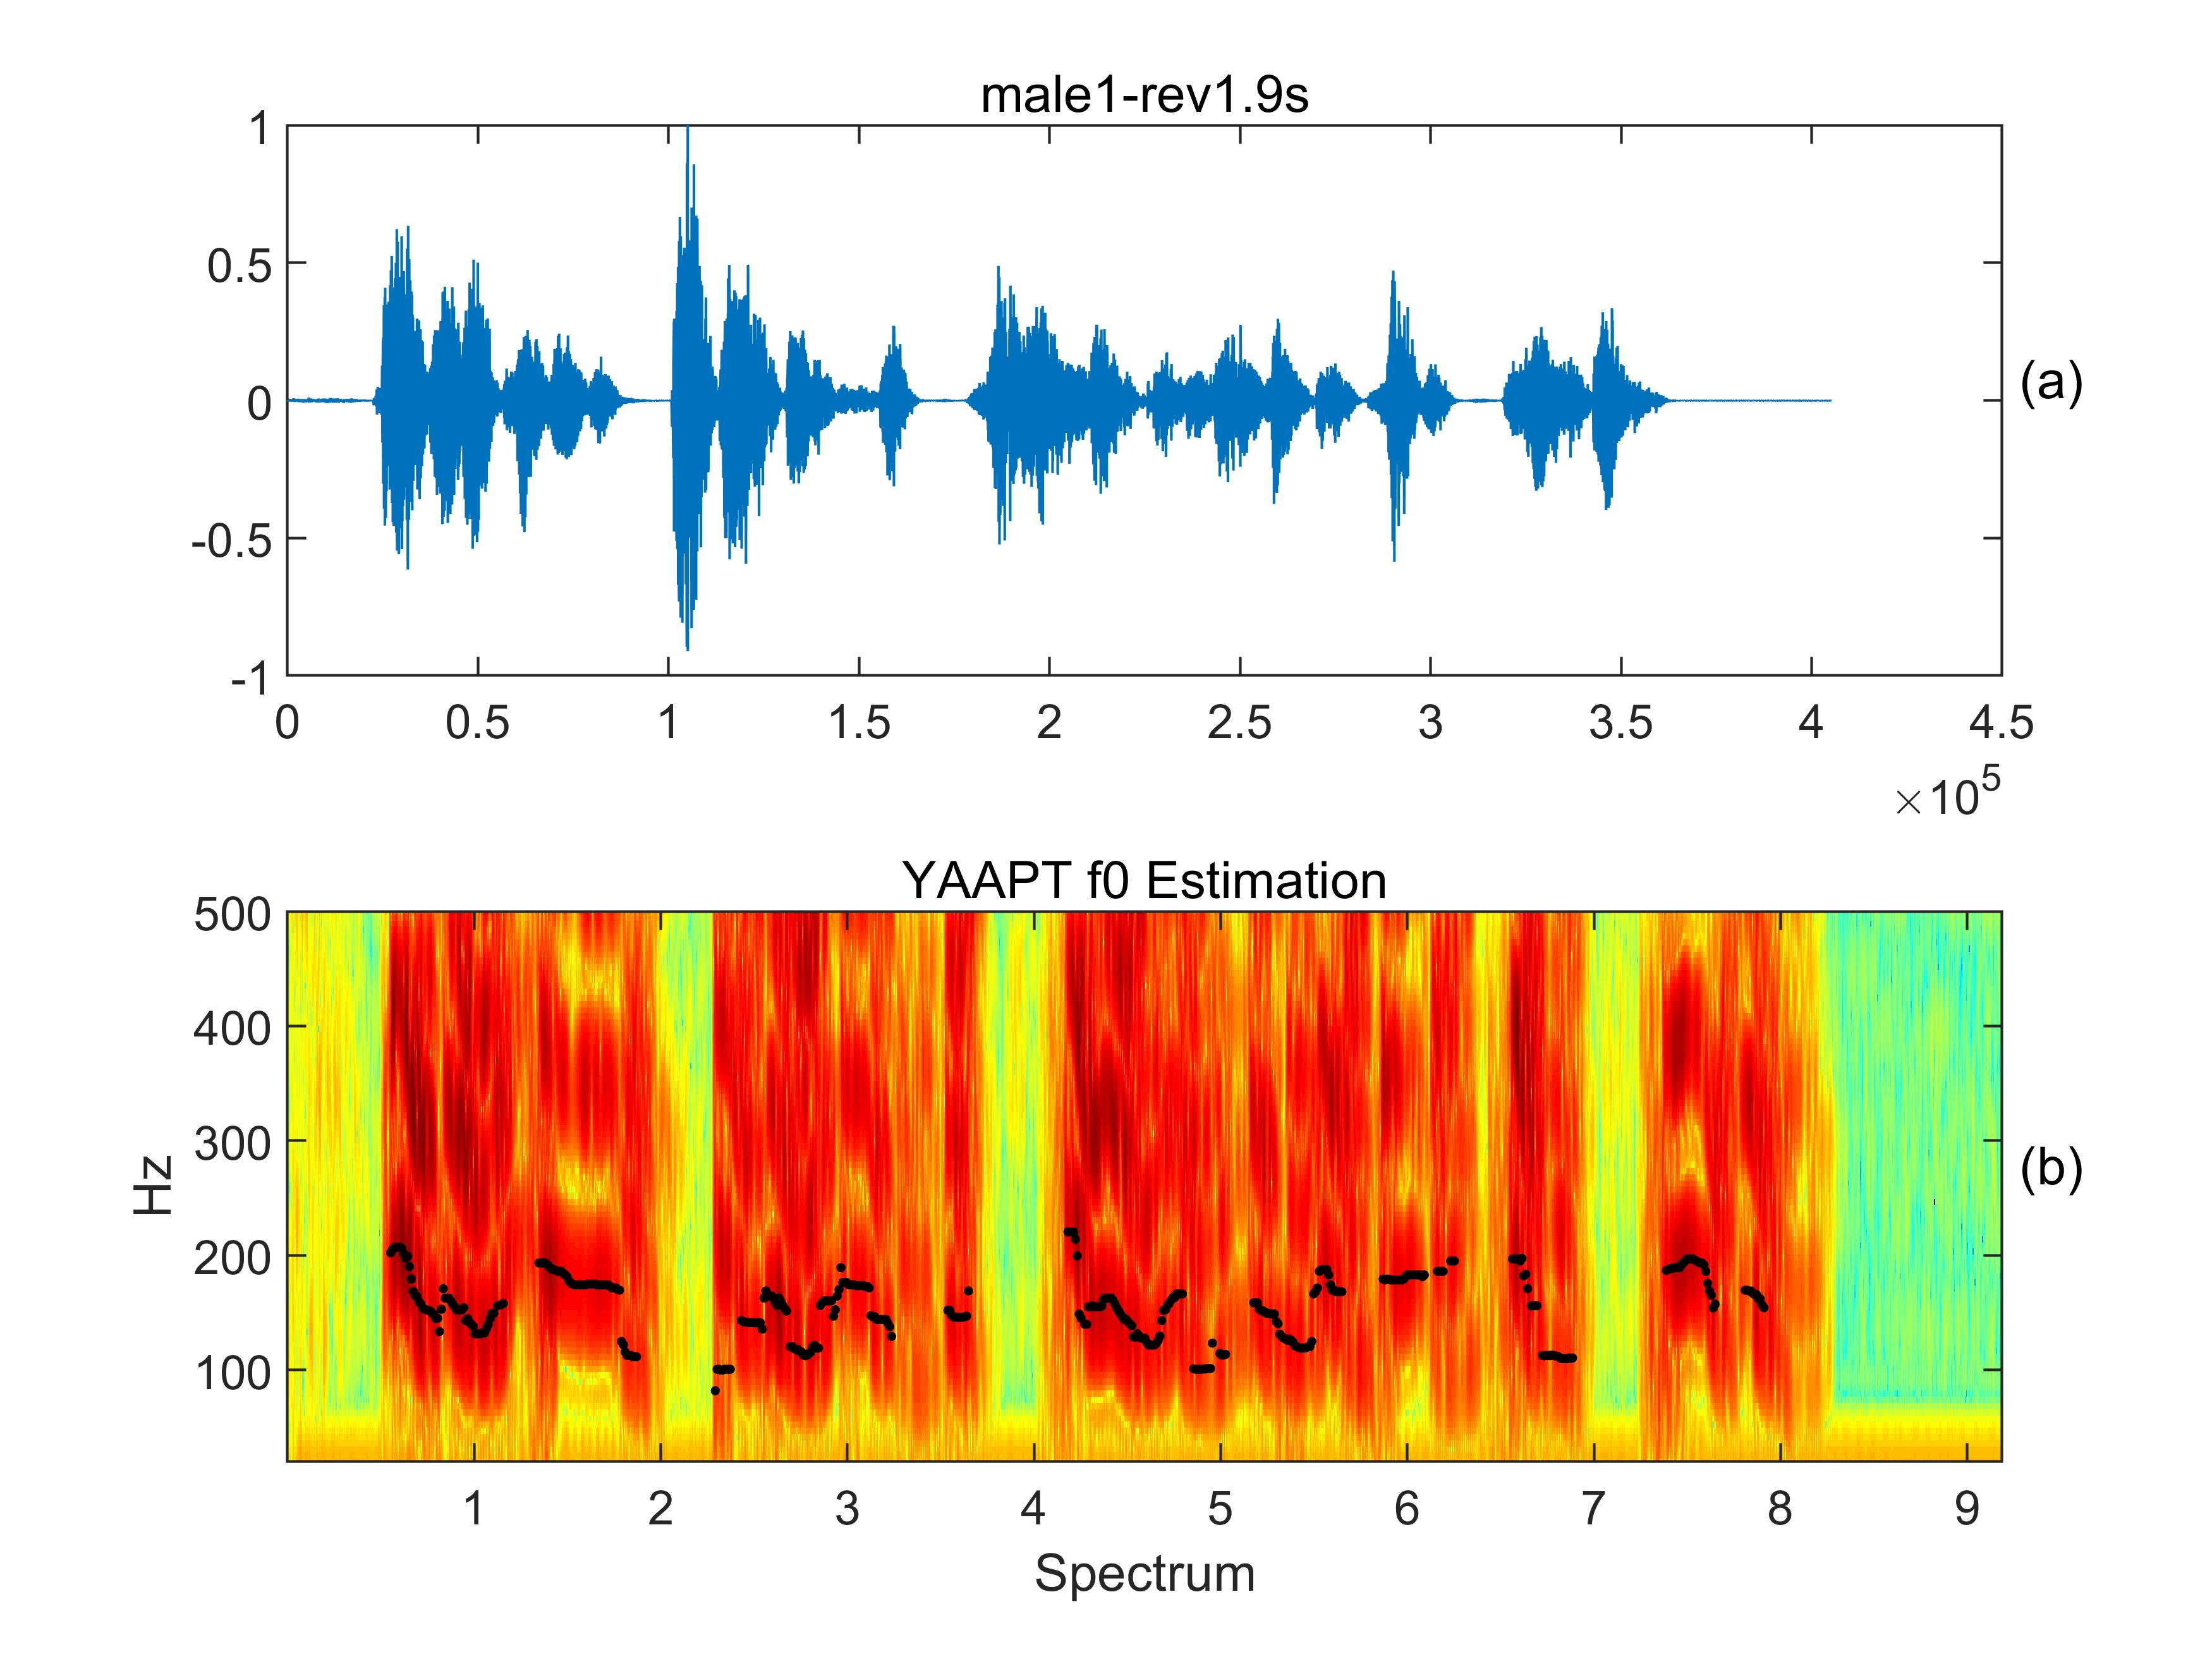 male1-rev1.9s
1
0.5
0
-0.5
-1
(a)
0 0.5 1 1.5 2 2.5 3 3.5 4 4.5
×10^5
YAAPT f0 Estimation
500
400
300
200
100
Hz
(b)
1 2 3 4 5 6 7 8 9
Spectrum